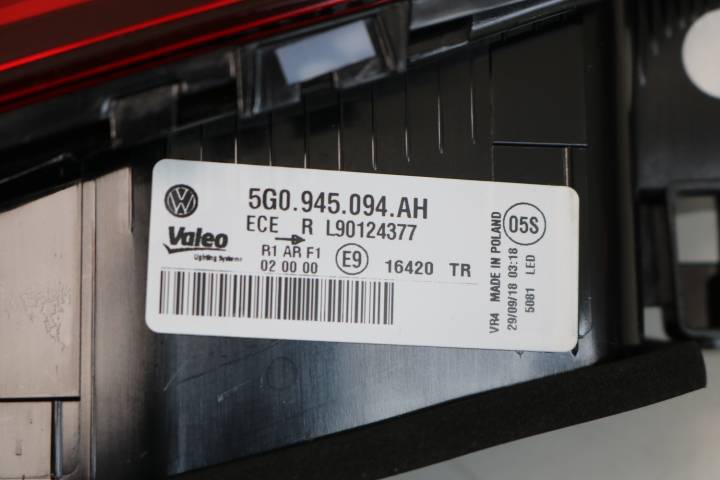 5G0.945.094.AH
ECE R L90124377
Valeo
Lighting Systems
R1 AR F1
02 00 00
E9
16420 TR
05S
VR4 MADE IN POLAND
29/09/18 03:18
5081 LED